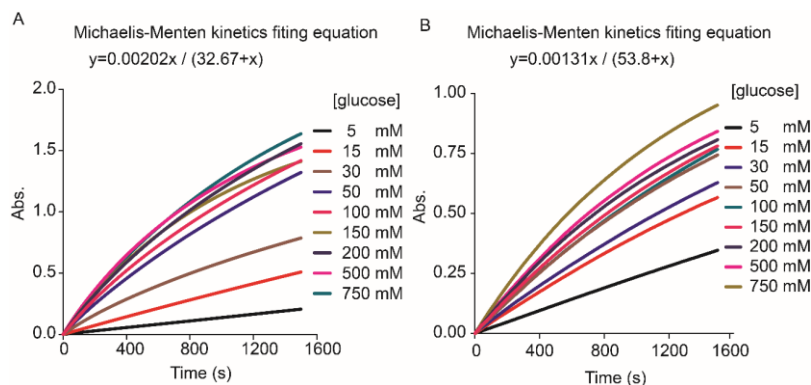 A
Michaelis-Menten kinetics fiting equation
y=0.00202x / (32.67+x)
[glucose]
5 mM
15 mM
30 mM
50 mM
100 mM
150 mM
200 mM
500 mM
750 mM
Abs.
2.0
1.5
1.0
0.5
0.0
0 400 800 1200 1600
Time (s)
B
Michaelis-Menten kinetics fiting equation
y=0.00131x / (53.8+x)
[glucose]
5 mM
15 mM
30 mM
50 mM
100 mM
150 mM
200 mM
500 mM
750 mM
Abs.
1.00
0.75
0.50
0.25
0.00
0 400 800 1200 1600
Time (s)